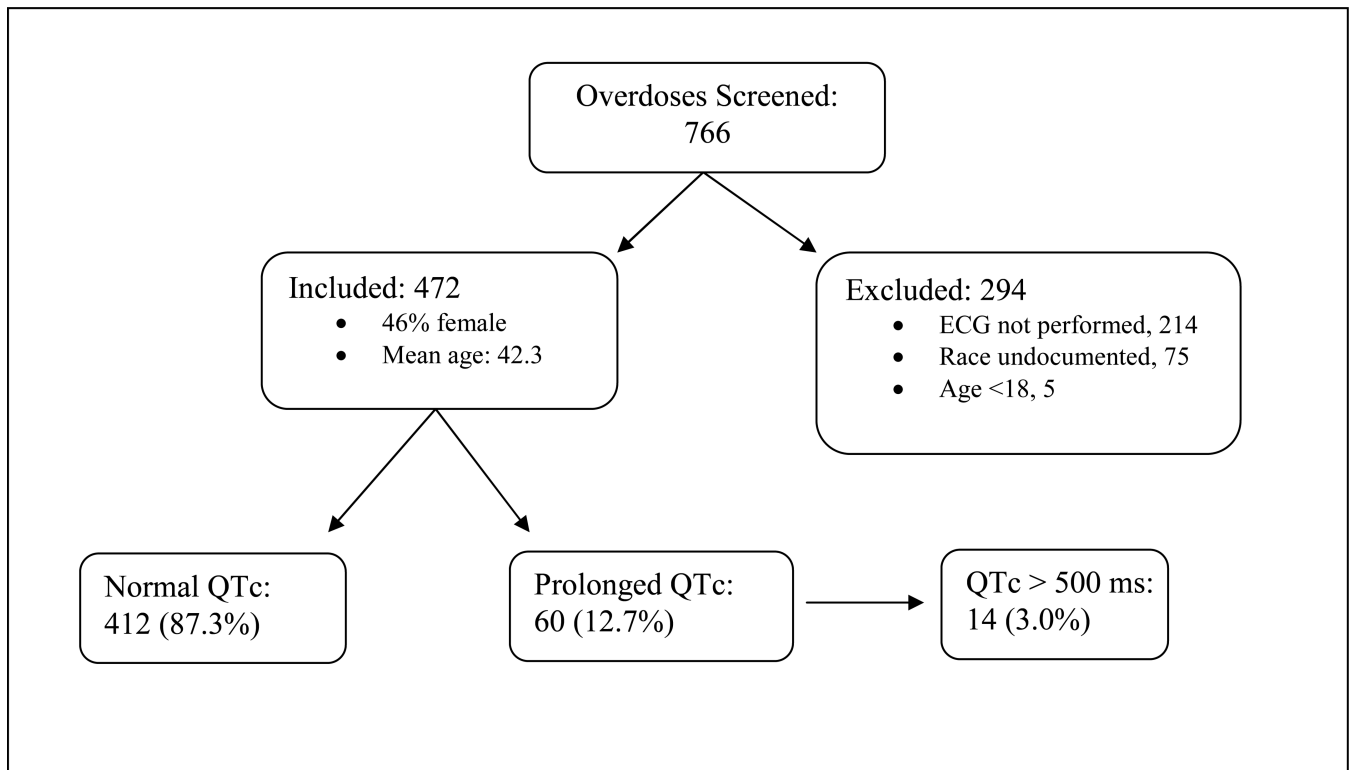 Overdoses Screened:
766
Included: 472
• 46% female
• Mean age: 42.3
Excluded: 294
• ECG not performed, 214
• Race undocumented, 75
• Age <18, 5
Normal QTc:
412 (87.3%)
Prolonged QTc:
60 (12.7%)
QTc > 500 ms:
14 (3.0%)